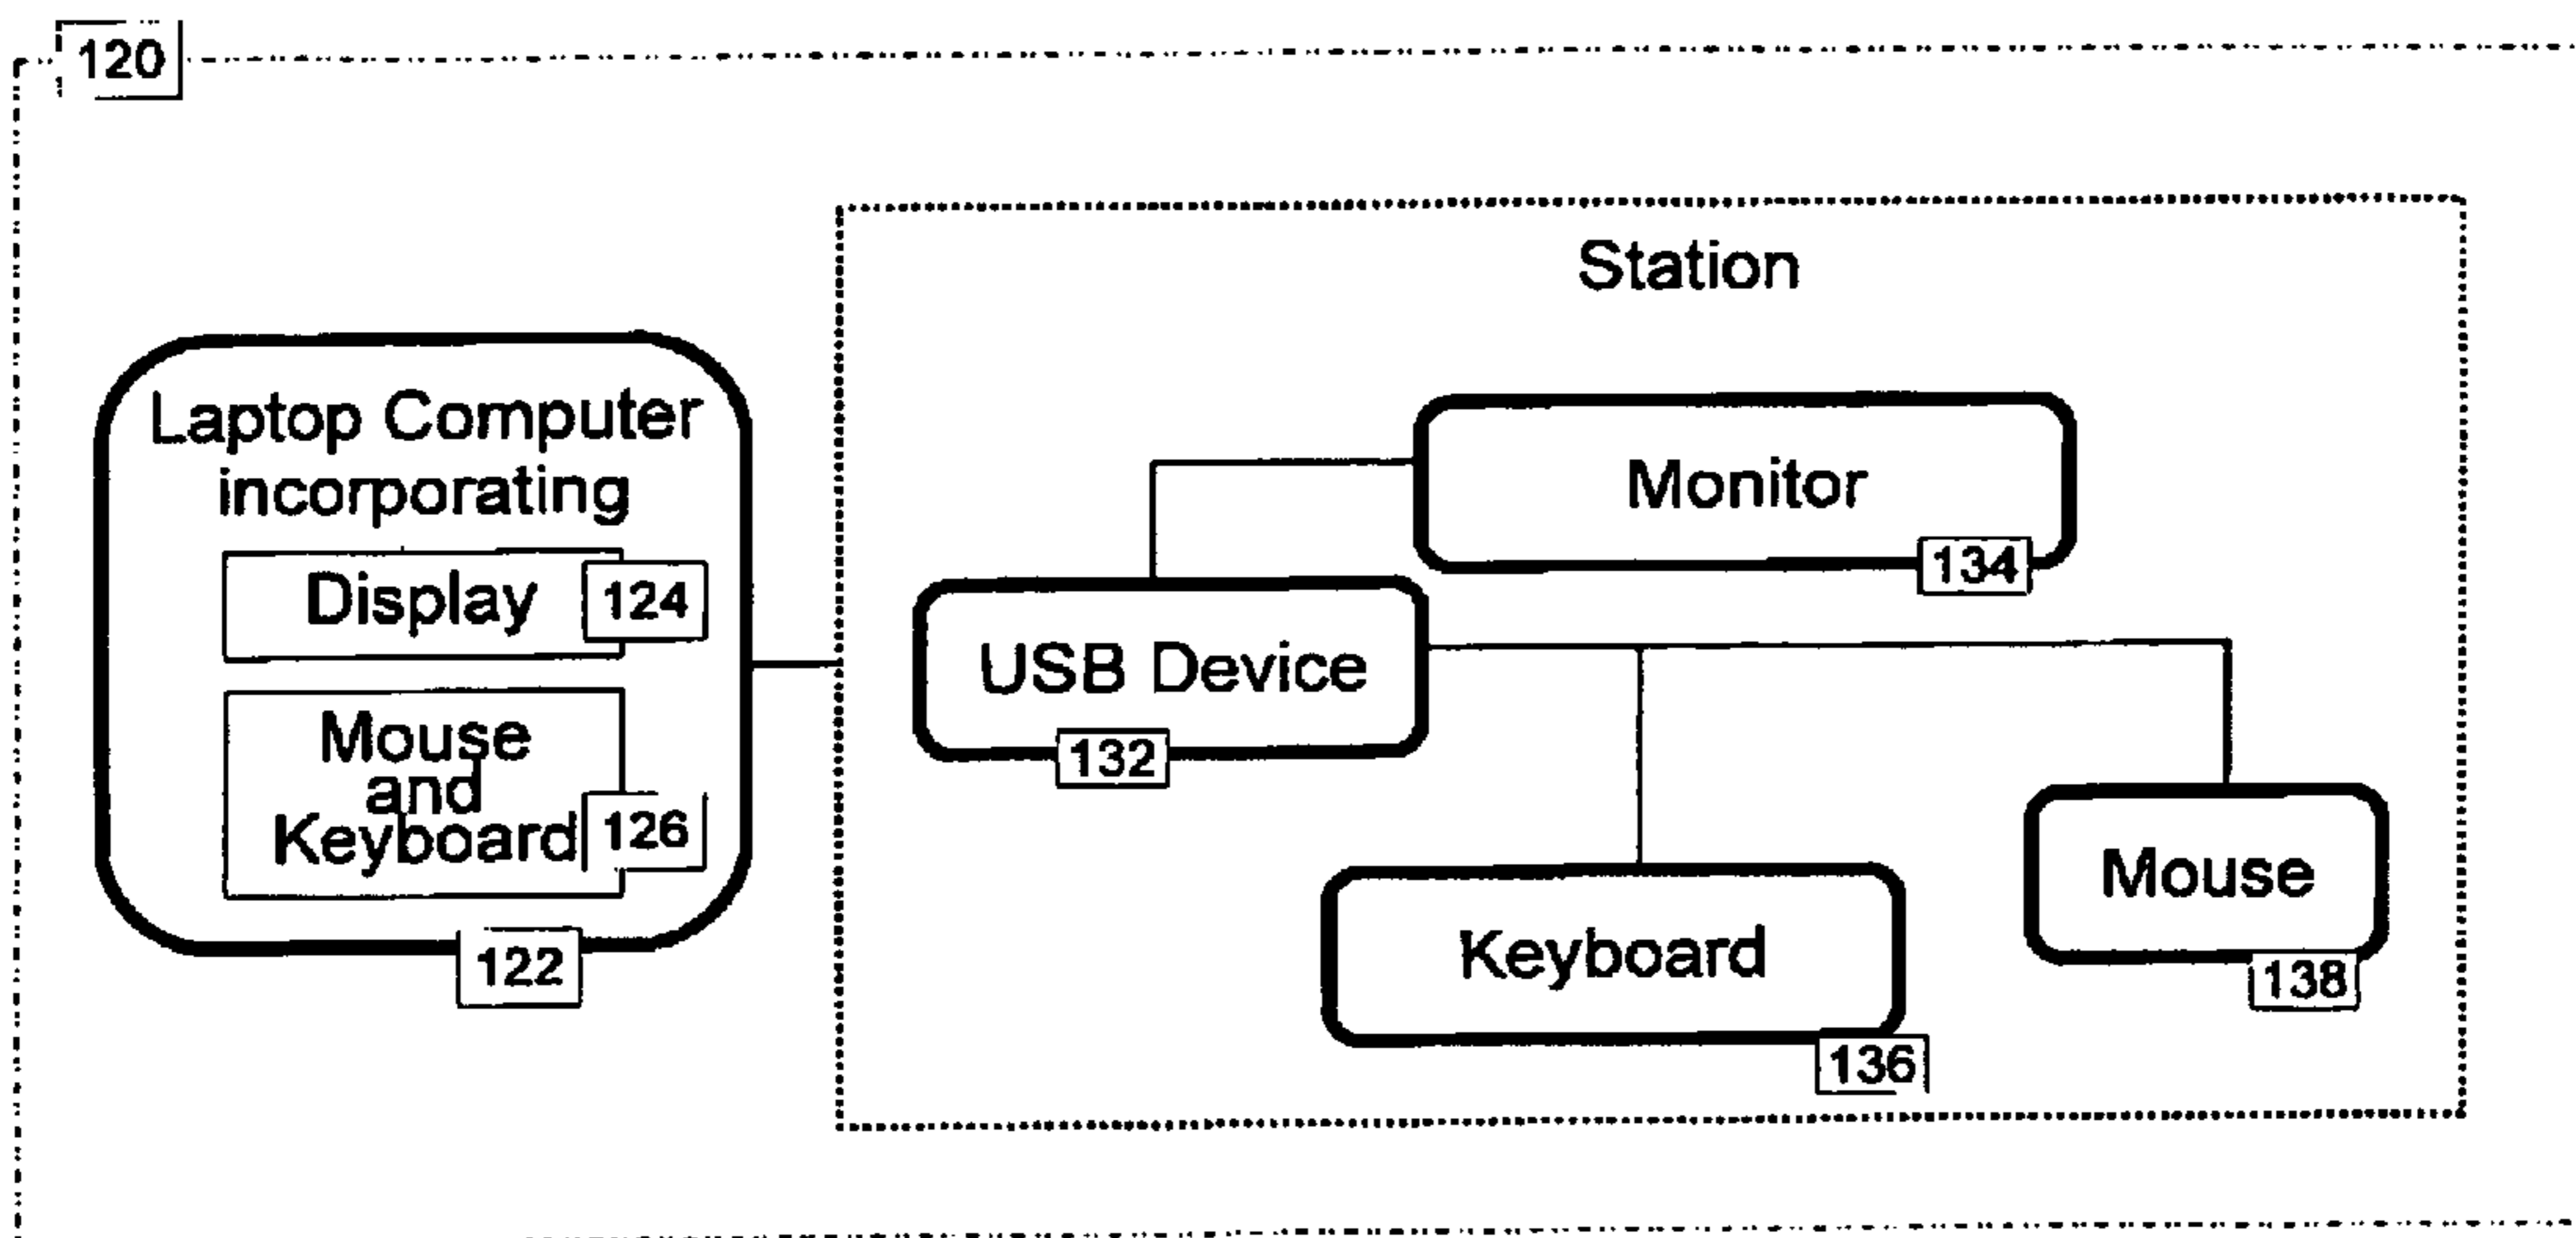 120
Station
Laptop Computer
incorporating
Display
124
Mouse
and
Keyboard
126
122
Monitor
134
USB Device
132
Keyboard
136
Mouse
138